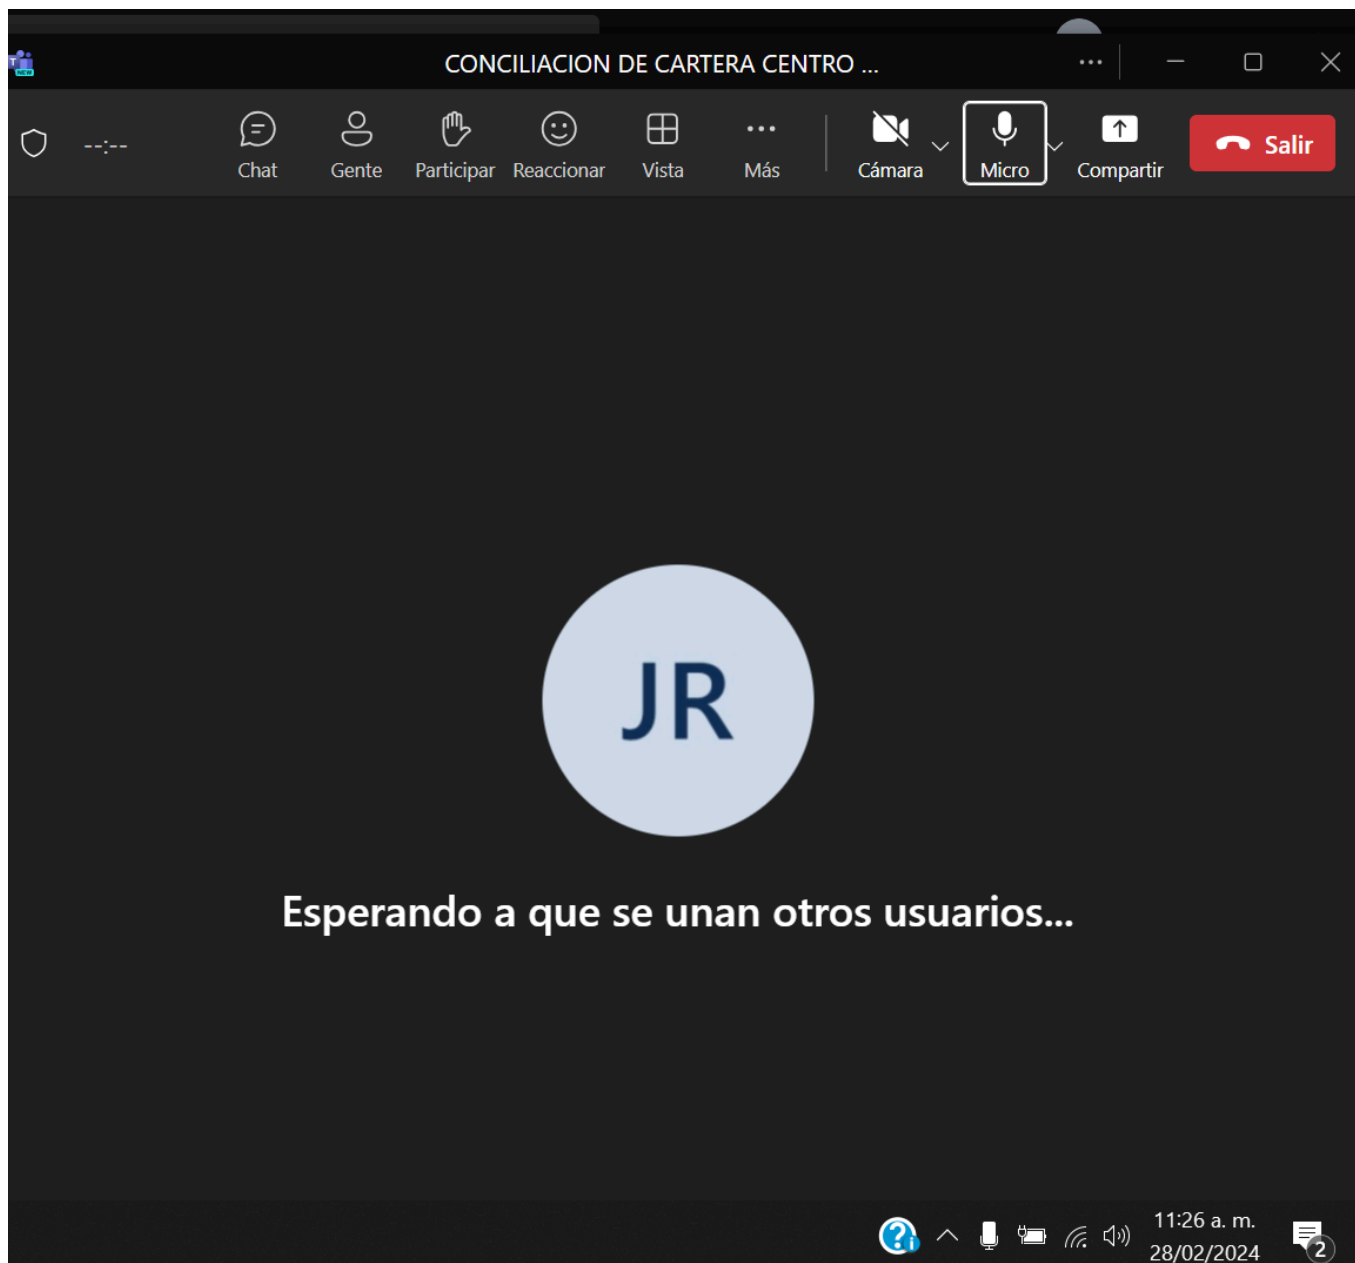 CONCILIACION DE CARTERA CENTRO ...
--:--
Chat
Gente
Participar
Reaccionar
Vista
Más
Cámara
Micro
Compartir
Salir
JR
Esperando a que se unan otros usuarios...
11:26 a. m.
28/02/2024
2